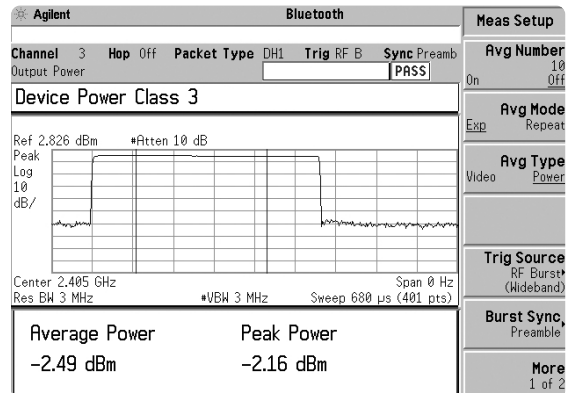 Agilent Bluetooth
Channel 3 Hop Off Packet Type DH1 Trig RF B Sync Preamb
Output Power PASS
Device Power Class 3
Ref 2.826 dBm #Atten 10 dB
Peak
Log
10
dB/
Center 2.405 GHz Span 0 Hz
Res BW 3 MHz #VBW 3 MHz Sweep 680 µs (401 pts)
Average Power Peak Power
-2.49 dBm -2.16 dBm
Meas Setup
Avg Number
10
On Off
Avg Mode
Exp Repeat
Avg Type
Video Power
Trig Source
RF Burst
(Wideband)
Burst Sync
Preamble
More
1 of 2